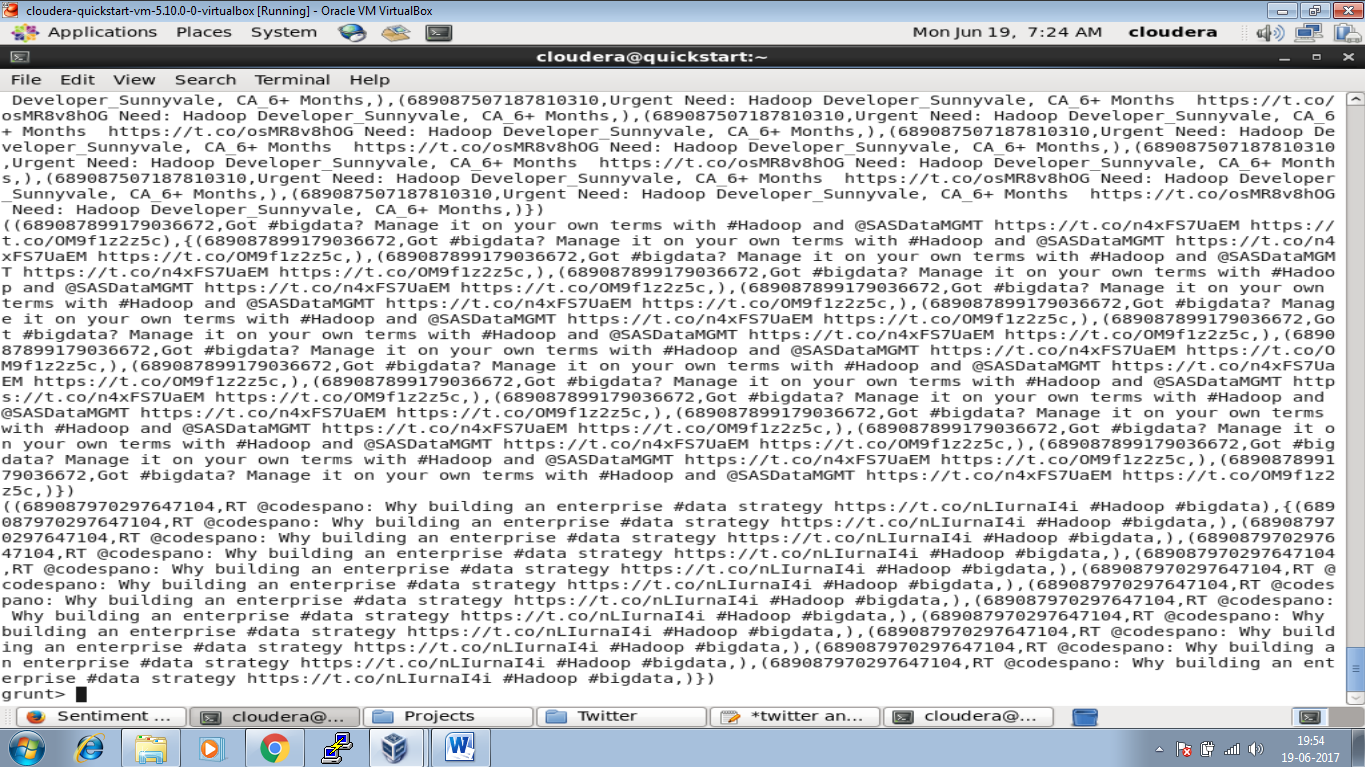 cloudera-quickstart-vm-5.10.0-0-virtualbox [Running] - Oracle VM VirtualBox
Applications Places System Mon Jun 19, 7:24 AM cloudera
cloudera@quickstart:~
File Edit View Search Terminal Help
 Developer_Sunnyvale, CA_6+ Months,),(689087507187810310,Urgent Need: Hadoop Developer_Sunnyvale, CA_6+ Months  https://t.co/
osMR8v8hOG Need: Hadoop Developer_Sunnyvale, CA_6+ Months,),(689087507187810310,Urgent Need: Hadoop Developer_Sunnyvale, CA_6
+ Months  https://t.co/osMR8v8hOG Need: Hadoop Developer_Sunnyvale, CA_6+ Months,),(689087507187810310,Urgent Need: Hadoop De
veloper_Sunnyvale, CA_6+ Months  https://t.co/osMR8v8hOG Need: Hadoop Developer_Sunnyvale, CA_6+ Months,),(689087507187810310
,Urgent Need: Hadoop Developer_Sunnyvale, CA_6+ Months  https://t.co/osMR8v8hOG Need: Hadoop Developer_Sunnyvale, CA_6+ Month
s,),(689087507187810310,Urgent Need: Hadoop Developer_Sunnyvale, CA_6+ Months  https://t.co/osMR8v8hOG Need: Hadoop Developer
_Sunnyvale, CA_6+ Months,),(689087507187810310,Urgent Need: Hadoop Developer_Sunnyvale, CA_6+ Months  https://t.co/osMR8v8hOG
 Need: Hadoop Developer_Sunnyvale, CA_6+ Months,)})
((689087899179036672,Got #bigdata? Manage it on your own terms with #Hadoop and @SASDataMGMT https://t.co/n4xFS7UaEM https://
t.co/OM9f1z2z5c),{(689087899179036672,Got #bigdata? Manage it on your own terms with #Hadoop and @SASDataMGMT https://t.co/n4
xFS7UaEM https://t.co/OM9f1z2z5c,),(689087899179036672,Got #bigdata? Manage it on your own terms with #Hadoop and @SASDataMGM
T https://t.co/n4xFS7UaEM https://t.co/OM9f1z2z5c,),(689087899179036672,Got #bigdata? Manage it on your own terms with #Hadoo
p and @SASDataMGMT https://t.co/n4xFS7UaEM https://t.co/OM9f1z2z5c,),(689087899179036672,Got #bigdata? Manage it on your own 
terms with #Hadoop and @SASDataMGMT https://t.co/n4xFS7UaEM https://t.co/OM9f1z2z5c,),(689087899179036672,Got #bigdata? Manag
e it on your own terms with #Hadoop and @SASDataMGMT https://t.co/n4xFS7UaEM https://t.co/OM9f1z2z5c,),(689087899179036672,Go
t #bigdata? Manage it on your own terms with #Hadoop and @SASDataMGMT https://t.co/n4xFS7UaEM https://t.co/OM9f1z2z5c,),(6890
87899179036672,Got #bigdata? Manage it on your own terms with #Hadoop and @SASDataMGMT https://t.co/n4xFS7UaEM https://t.co/O
M9f1z2z5c,),(689087899179036672,Got #bigdata? Manage it on your own terms with #Hadoop and @SASDataMGMT https://t.co/n4xFS7Ua
EM https://t.co/OM9f1z2z5c,),(689087899179036672,Got #bigdata? Manage it on your own terms with #Hadoop and @SASDataMGMT http
s://t.co/n4xFS7UaEM https://t.co/OM9f1z2z5c,),(689087899179036672,Got #bigdata? Manage it on your own terms with #Hadoop and 
@SASDataMGMT https://t.co/n4xFS7UaEM https://t.co/OM9f1z2z5c,),(689087899179036672,Got #bigdata? Manage it on your own terms 
with #Hadoop and @SASDataMGMT https://t.co/n4xFS7UaEM https://t.co/OM9f1z2z5c,),(689087899179036672,Got #bigdata? Manage it o
n your own terms with #Hadoop and @SASDataMGMT https://t.co/n4xFS7UaEM https://t.co/OM9f1z2z5c,),(689087899179036672,Got #big
data? Manage it on your own terms with #Hadoop and @SASDataMGMT https://t.co/n4xFS7UaEM https://t.co/OM9f1z2z5c,),(6890878991
79036672,Got #bigdata? Manage it on your own terms with #Hadoop and @SASDataMGMT https://t.co/n4xFS7UaEM https://t.co/OM9f1z2
z5c,)})
((689087970297647104,RT @codespano: Why building an enterprise #data strategy https://t.co/nLIurnaI4i #Hadoop #bigdata),{(689
087970297647104,RT @codespano: Why building an enterprise #data strategy https://t.co/nLIurnaI4i #Hadoop #bigdata,),(68908797
0297647104,RT @codespano: Why building an enterprise #data strategy https://t.co/nLIurnaI4i #Hadoop #bigdata,),(6890879702976
47104,RT @codespano: Why building an enterprise #data strategy https://t.co/nLIurnaI4i #Hadoop #bigdata,),(689087970297647104
,RT @codespano: Why building an enterprise #data strategy https://t.co/nLIurnaI4i #Hadoop #bigdata,),(689087970297647104,RT @
codespano: Why building an enterprise #data strategy https://t.co/nLIurnaI4i #Hadoop #bigdata,),(689087970297647104,RT @codes
pano: Why building an enterprise #data strategy https://t.co/nLIurnaI4i #Hadoop #bigdata,),(689087970297647104,RT @codespano:
 Why building an enterprise #data strategy https://t.co/nLIurnaI4i #Hadoop #bigdata,),(689087970297647104,RT @codespano: Why 
building an enterprise #data strategy https://t.co/nLIurnaI4i #Hadoop #bigdata,),(689087970297647104,RT @codespano: Why build
ing an enterprise #data strategy https://t.co/nLIurnaI4i #Hadoop #bigdata,),(689087970297647104,RT @codespano: Why building a
n enterprise #data strategy https://t.co/nLIurnaI4i #Hadoop #bigdata,),(689087970297647104,RT @codespano: Why building an ent
erprise #data strategy https://t.co/nLIurnaI4i #Hadoop #bigdata,)})
grunt>
Sentiment ... cloudera@... Projects Twitter *twitter an... cloudera@...
19:54
19-06-2017